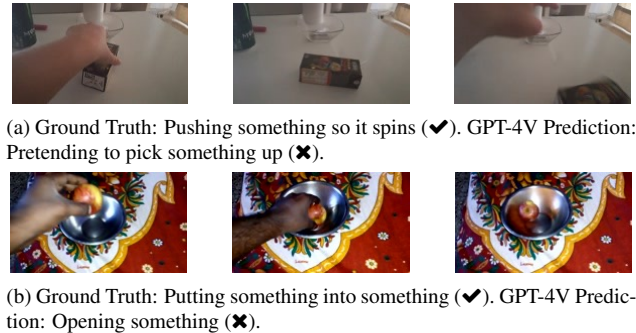 (a) Ground Truth: Pushing something so it spins (✔). GPT-4V Prediction:
Pretending to pick something up (✖).
(b) Ground Truth: Putting something into something (✔). GPT-4V Predic-
tion: Opening something (✖).